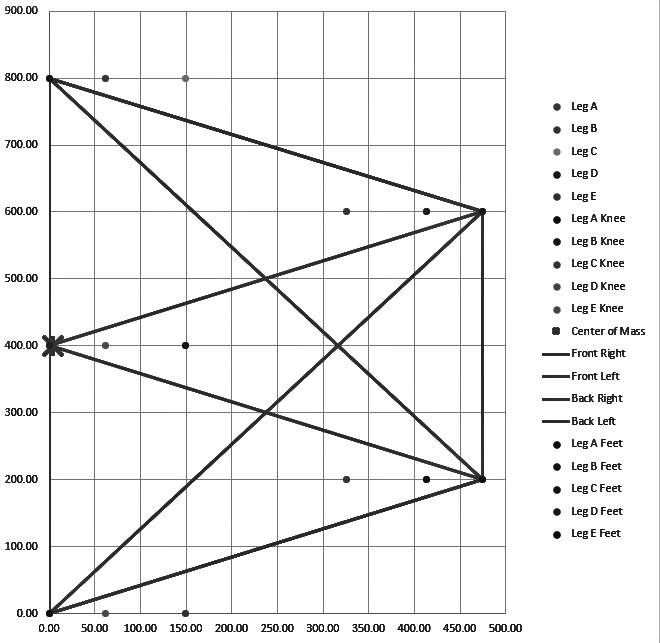 900.00
800.00
700.00
600.00
500.00
400.00
300.00
200.00
100.00
0.00
0.00 50.00 100.00 150.00 200.00 250.00 300.00 350.00 400.00 450.00 500.00
Leg A
Leg B
Leg C
Leg D
Leg E
Leg A Knee
Leg B Knee
Leg C Knee
Leg D Knee
Leg E Knee
Center of Mass
Front Right
Front Left
Back Right
Back Left
Leg A Feet
Leg B Feet
Leg C Feet
Leg D Feet
Leg E Feet